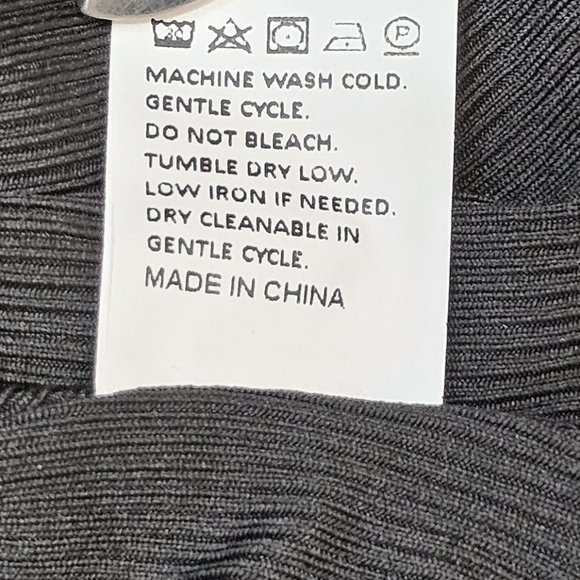 30 P
MACHINE WASH COLD.
GENTLE CYCLE.
DO NOT BLEACH.
TUMBLE DRY LOW.
LOW IRON IF NEEDED.
DRY CLEANABLE IN
GENTLE CYCLE.
MADE IN CHINA